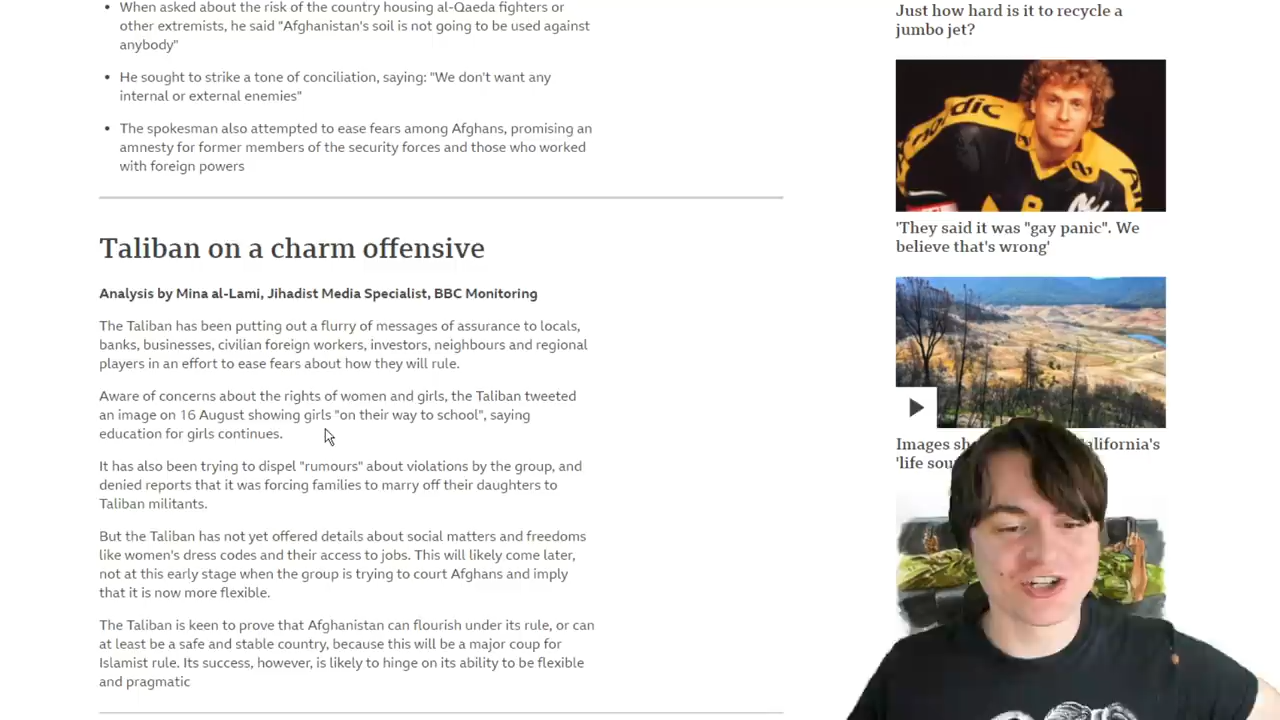 When asked about the risk of the country housing al-Qaeda fighters or
other extremists, he said "Afghanistan's soil is not going to be used against
anybody"
He sought to strike a tone of conciliation, saying: "We don't want any
internal or external enemies"
The spokesman also attempted to ease fears among Afghans, promising an
amnesty for former members of the security forces and those who worked
with foreign powers
Taliban on a charm offensive
Analysis by Mina al-Lami, Jihadist Media Specialist, BBC Monitoring
The Taliban has been putting out a flurry of messages of assurance to locals,
banks, businesses, civilian foreign workers, investors, neighbours and regional
players in an effort to ease fears about how they will rule.
Aware of concerns about the rights of women and girls, the Taliban tweeted
an image on 16 August showing girls "on their way to school", saying
education for girls continues.
It has also been trying to dispel "rumours" about violations by the group, and
denied reports that it was forcing families to marry off their daughters to
Taliban militants.
But the Taliban has not yet offered details about social matters and freedoms
like women's dress codes and their access to jobs. This will likely come later,
not at this early stage when the group is trying to court Afghans and imply
that it is now more flexible.
The Taliban is keen to prove that Afghanistan can flourish under its rule, or can
at least be a safe and stable country, because this will be a major coup for
Islamist rule. Its success, however, is likely to hinge on its ability to be flexible
and pragmatic
Just how hard is it to recycle a
jumbo jet?
dic
'They said it was "gay panic". We
believe that's wrong'
Images alifornia's
'life